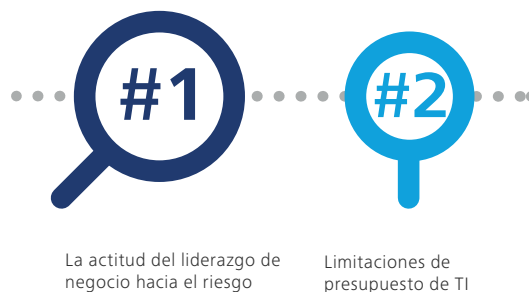 #1
#2
La actitud del liderazgo de
negocio hacia el riesgo
Limitaciones de
presupuesto de TI